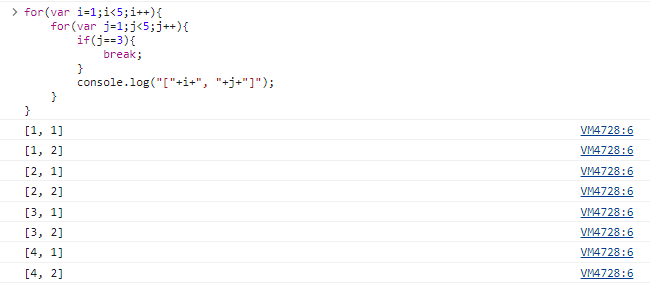 for(var i=1;i<5;i++){
    for(var j=1;j<5;j++){
        if(j==3){
            break;
        }
        console.log("["+i+", "+j+"]");
    }
}
[1, 1] VM4728:6
[1, 2] VM4728:6
[2, 1] VM4728:6
[2, 2] VM4728:6
[3, 1] VM4728:6
[3, 2] VM4728:6
[4, 1] VM4728:6
[4, 2] VM4728:6